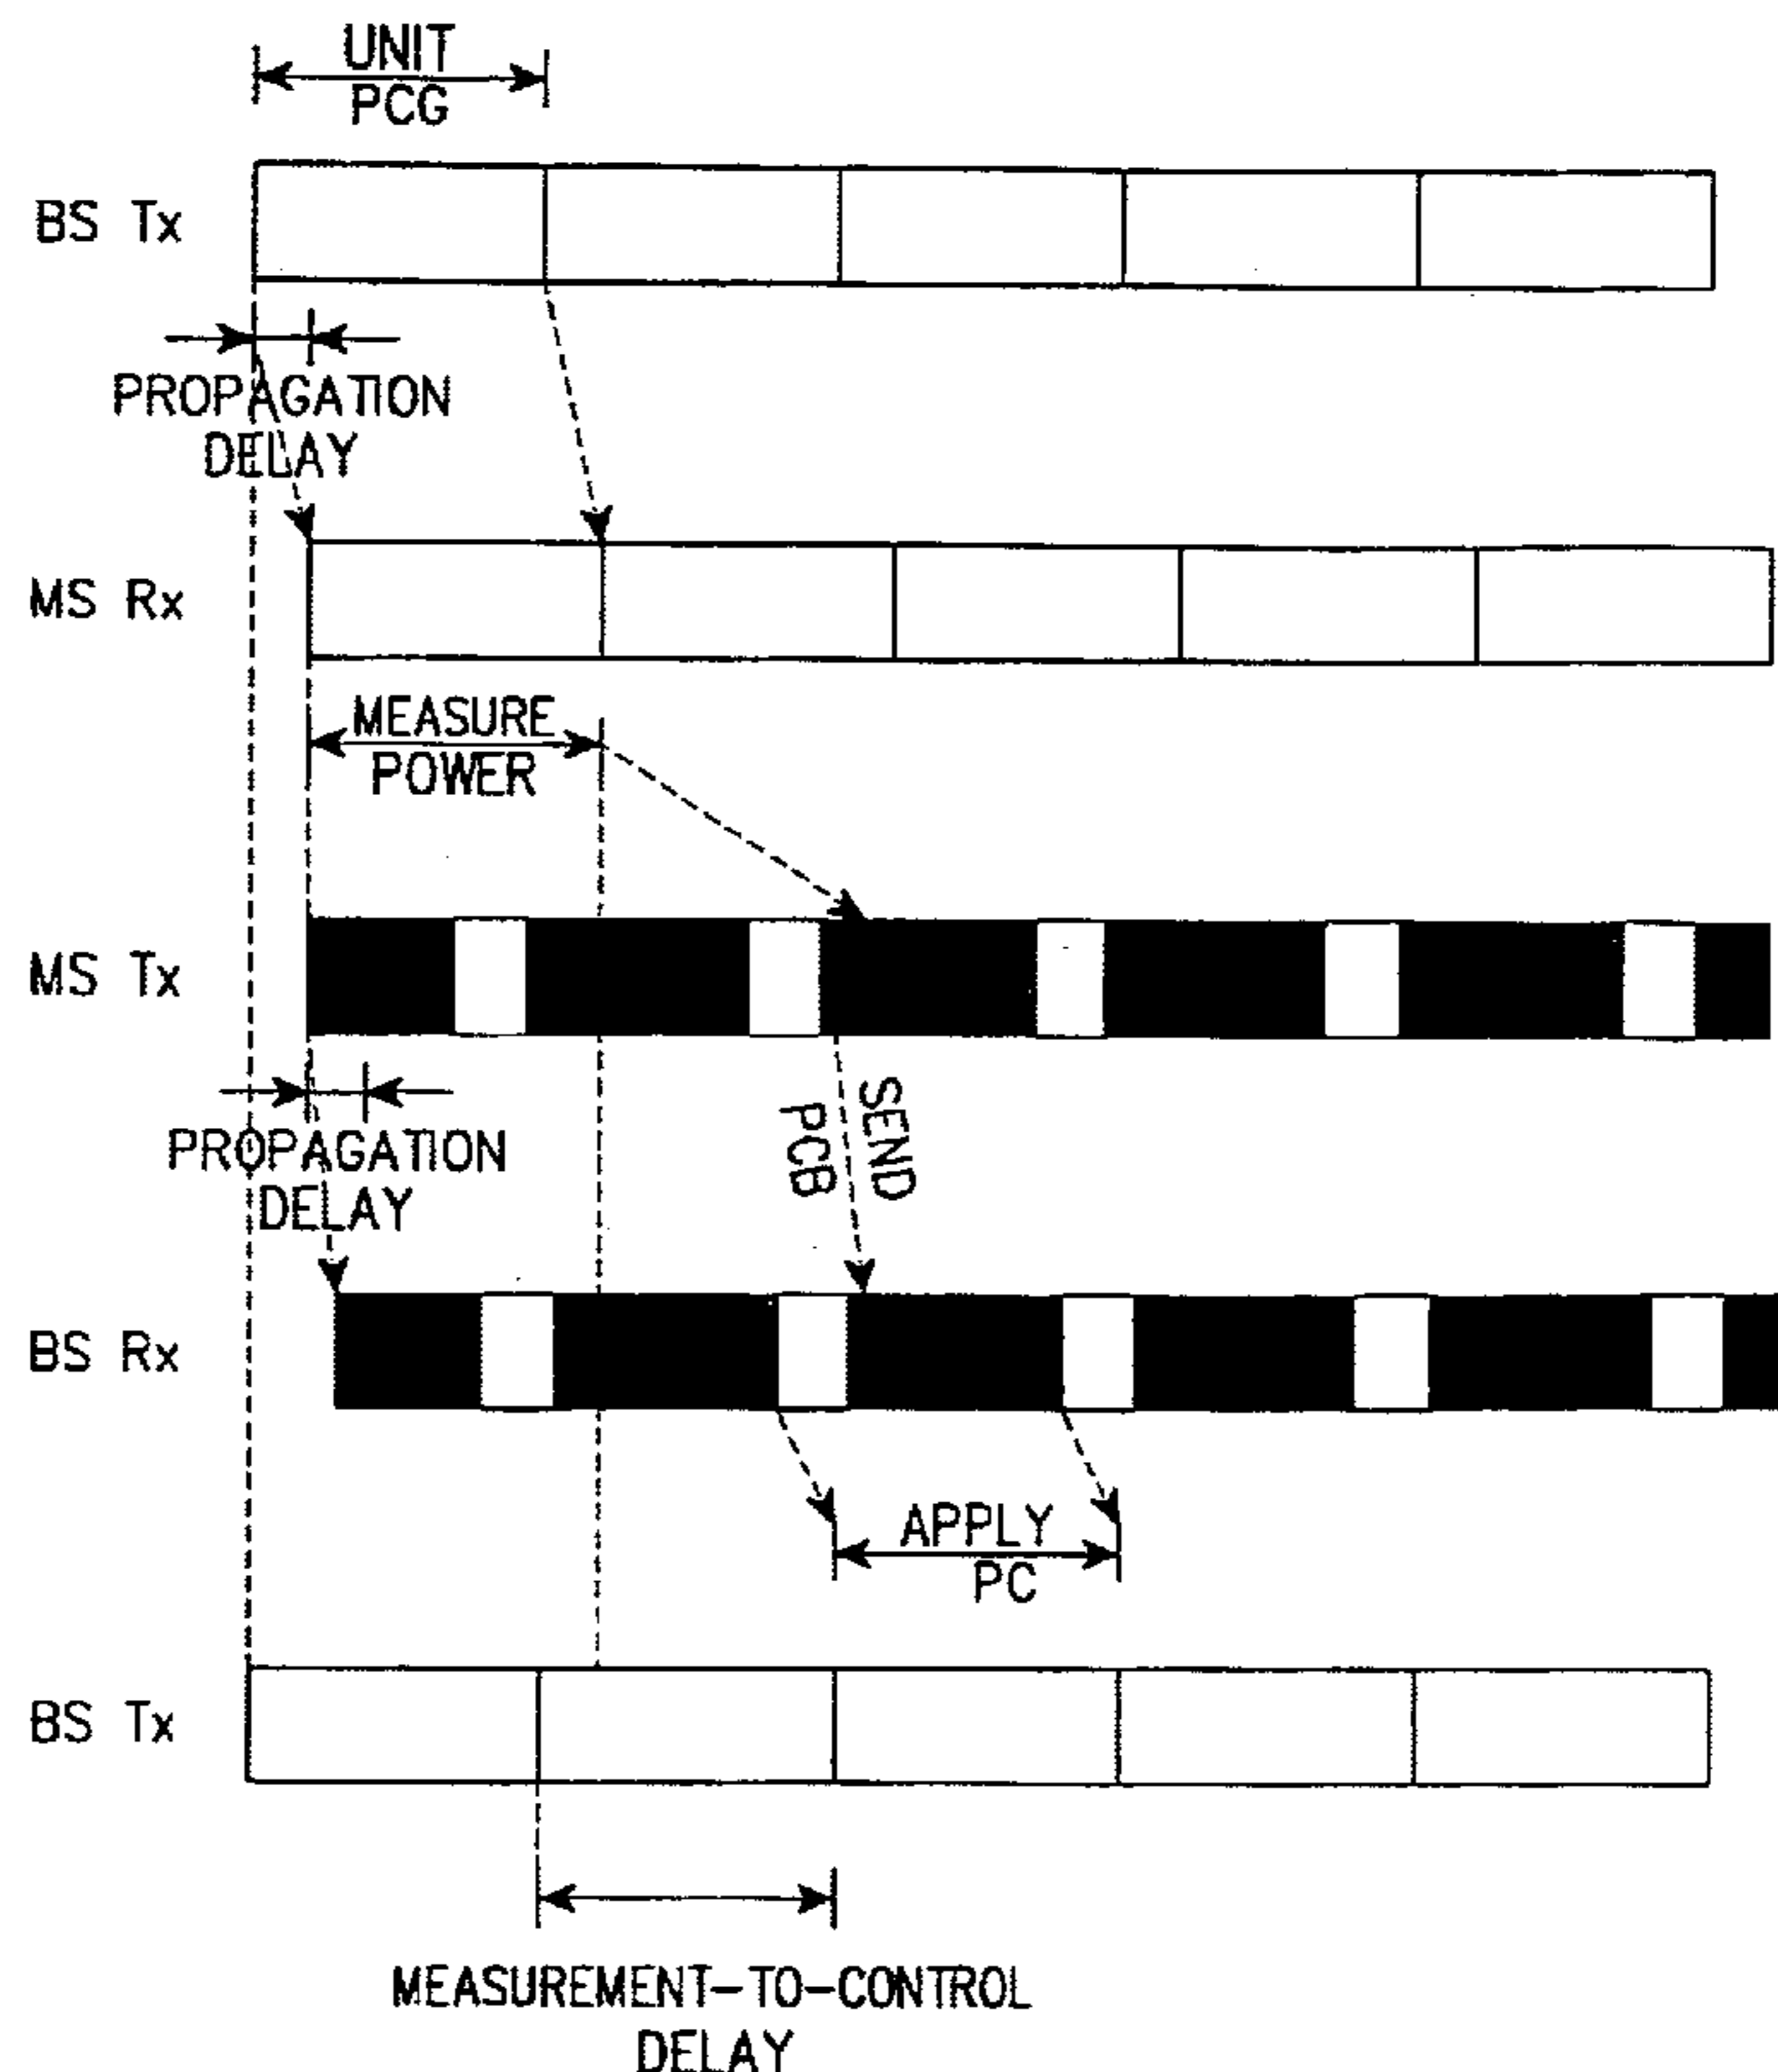 UNIT
PCG
BS Tx
PROPAGATION
DELAY
MS Rx
MEASURE
POWER
MS Tx
SEND
PCB
PROPAGATION
DELAY
BS Rx
APPLY
PC
BS Tx
MEASUREMENT-TO-CONTROL
DELAY